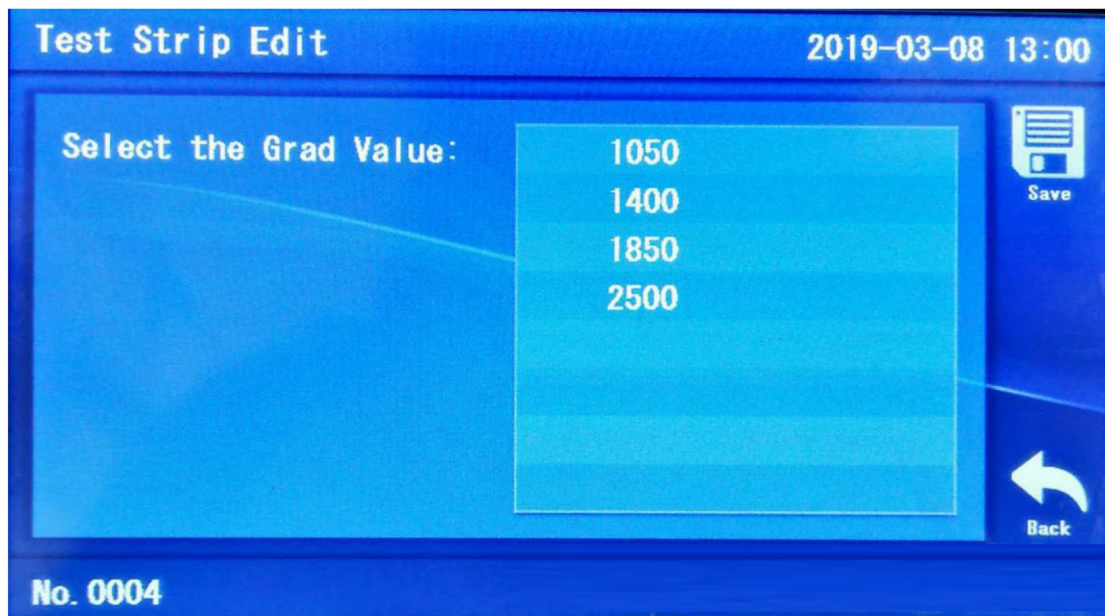 Test Strip Edit
2019-03-08 13:00
Select the Grad Value:
1050
1400
1850
2500
Save
Back
No. 0004